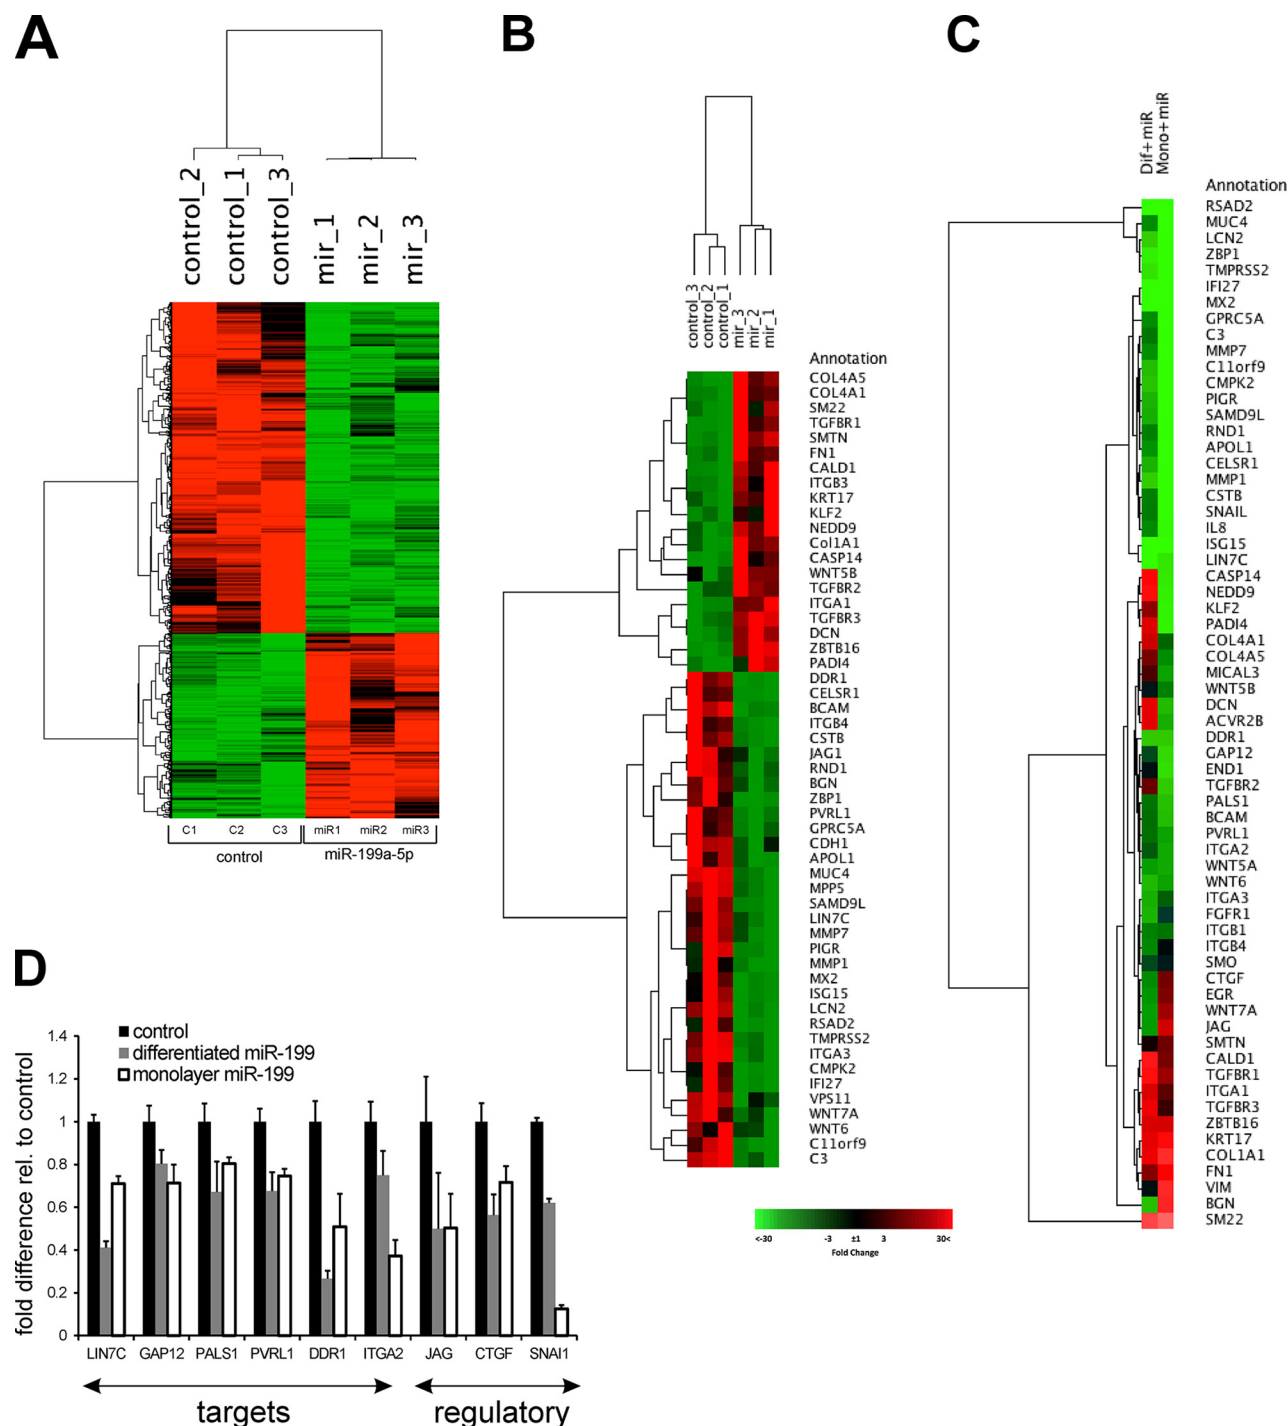 A
control_2
control_1
control_3
mir_1
mir_2
mir_3
C1 C2 C3 miR1 miR2 miR3
control miR-199a-5p
B
control_3
control_2
control_1
mir_3
mir_2
mir_1
Annotation
COL4A5
COL4A1
SM22
TGFBR1
SMTN
FN1
CALD1
ITGB3
KRT17
KLF2
NEDD9
Col1A1
CASP14
WNT5B
TGFBR2
ITGA1
TGFBR3
DCN
ZBTB16
PADI4
DDR1
CELSR1
BCAM
ITGB4
CSTB
JAG1
RND1
BGN
ZBP1
PVRL1
GPRC5A
CDH1
APOL1
MUC4
MPP5
SAMD9L
LIN7C
MMP7
PIGR
MMP1
MX2
ISG15
LCN2
RSAD2
TMPRSS2
ITGA3
CMPK2
IFI27
VPS11
WNT7A
WNT6
C11orf9
C3
<-30 -3 ±1 3 30<
Fold Change
C
Dif+miR
Mono+miR
Annotation
RSAD2
MUC4
LCN2
ZBP1
TMPRSS2
IFI27
MX2
GPRC5A
C3
MMP7
C11orf9
CMPK2
PIGR
SAMD9L
RND1
APOL1
CELSR1
MMP1
CSTB
SNAIL
IL8
ISG15
LIN7C
CASP14
NEDD9
KLF2
PADI4
COL4A1
COL4A5
MICAL3
WNT5B
DCN
ACVR2B
DDR1
GAP12
END1
TGFBR2
PALS1
BCAM
PVRL1
ITGA2
WNT5A
WNT6
ITGA3
FGFR1
ITGB1
ITGB4
SMO
CTGF
EGR
WNT7A
JAG
SMTN
CALD1
TGFBR1
ITGA1
TGFBR3
ZBTB16
KRT17
COL1A1
FN1
VIM
BGN
SM22
D
fold difference rel. to control
1.4
1.2
1
0.8
0.6
0.4
0.2
0
control
differentiated miR-199
monolayer miR-199
LIN7C GAP12 PALS1 PVRL1 DDR1 ITGA2 JAG CTGF SNAI1
targets regulatory